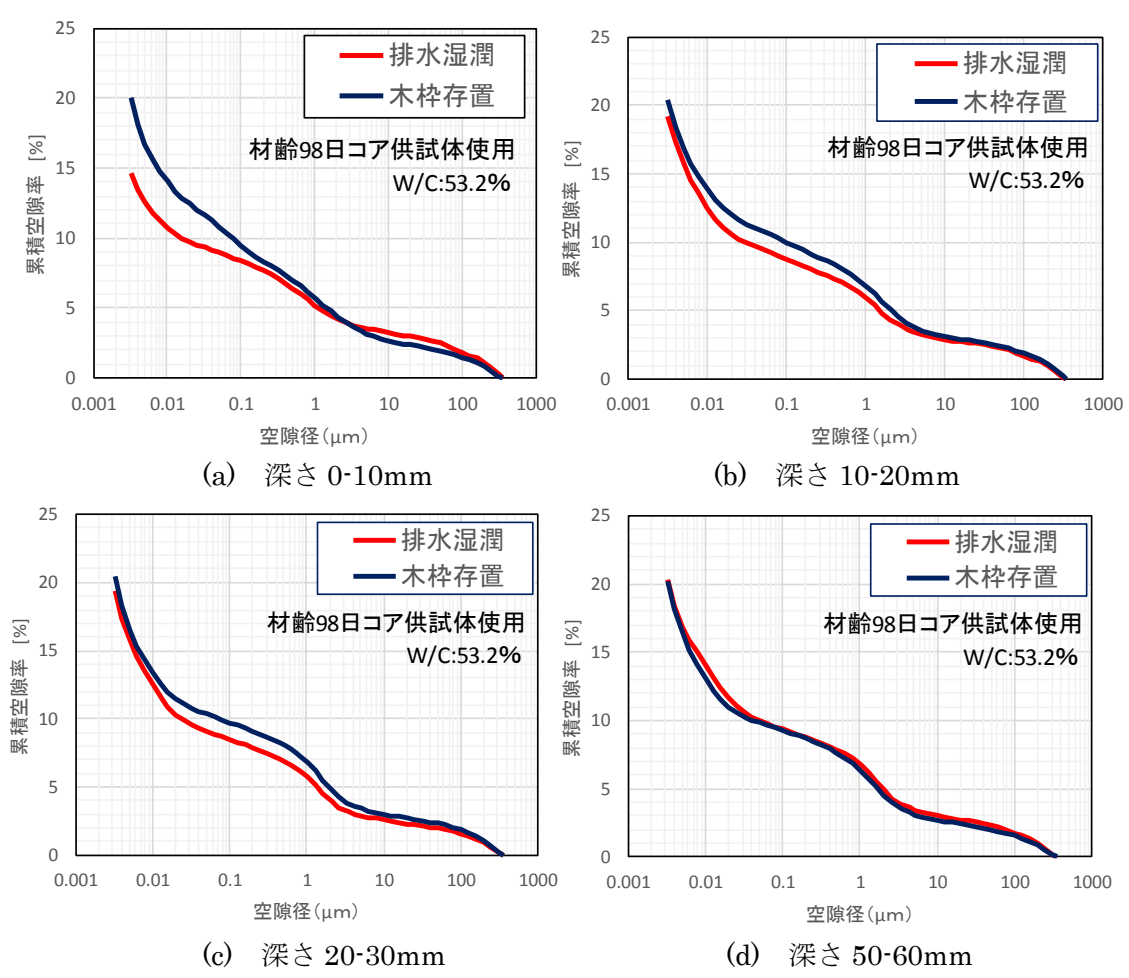 25
20
15
10
5
0
累積空隙率 [%]
排水湿潤
木枠存置
材齢98日コア供試体使用
W/C:53.2%
0.001 0.01 0.1 1 10 100 1000
空隙径(μm)
(a) 深さ 0-10mm
25
20
15
10
5
0
累積空隙率 [%]
排水湿潤
木枠存置
材齢98日コア供試体使用
W/C:53.2%
0.001 0.01 0.1 1 10 100 1000
空隙径(μm)
(b) 深さ 10-20mm
25
20
15
10
5
0
累積空隙率 [%]
排水湿潤
木枠存置
材齢98日コア供試体使用
W/C:53.2%
0.001 0.01 0.1 1 10 100 1000
空隙径(μm)
(c) 深さ 20-30mm
25
20
15
10
5
0
累積空隙率 [%]
排水湿潤
木枠存置
材齢98日コア供試体使用
W/C:53.2%
0.001 0.01 0.1 1 10 100 1000
空隙径(μm)
(d) 深さ 50-60mm